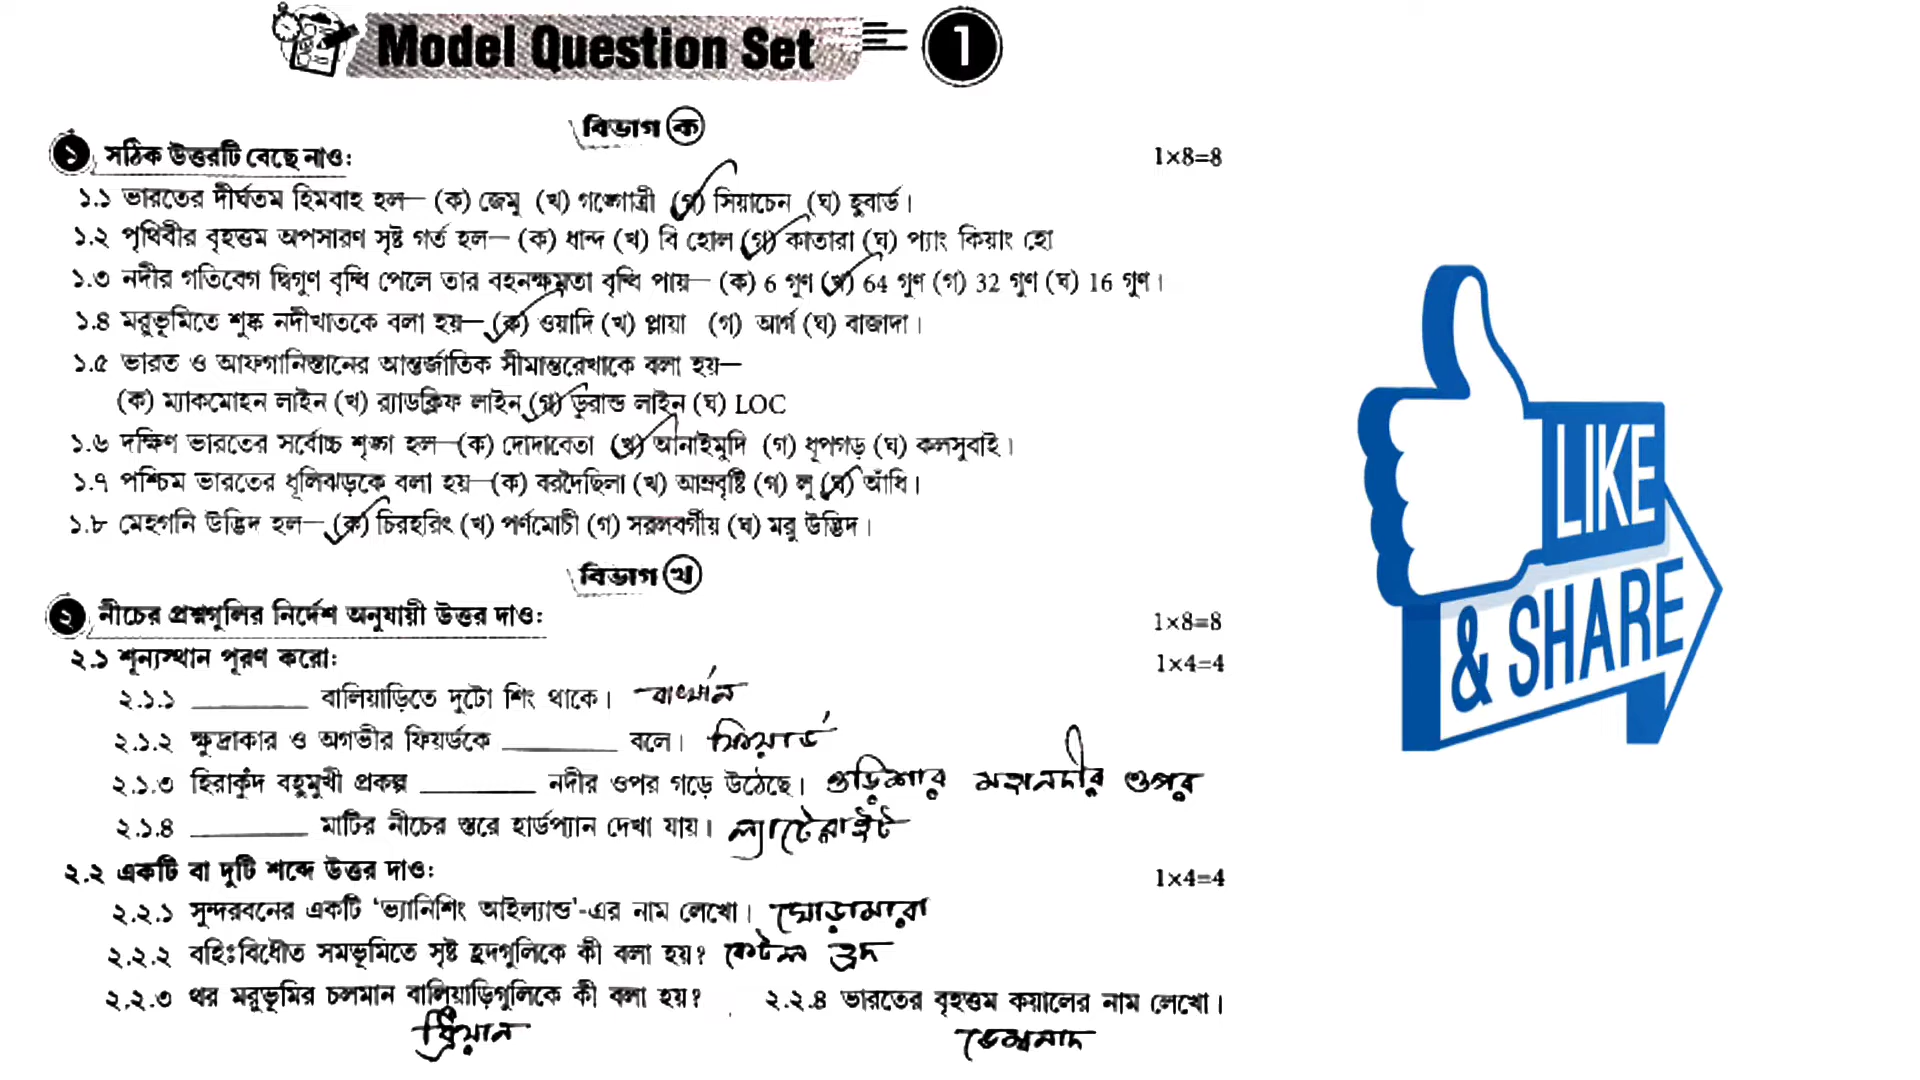 Model Question Set 1
বিভাগ ক
১ সঠিক উত্তরটি বেছে নাও: 1×8=8
১.১ ভারতের দীর্ঘতম হিমবাহ হল— (ক) জেমু (খ) গঙ্গোত্রী (গ) সিয়াচেন (ঘ) হুবার্ড।
১.২ পৃথিবীর বৃহত্তম অপসারণ সৃষ্ট গর্ত হল— (ক) ধান্দ (খ) বি হোল (গ) কাতারা (ঘ) প্যাং কিয়াং হো
১.৩ নদীর গতিবেগ দ্বিগুণ বৃদ্ধি পেলে তার বহনক্ষমতা বৃদ্ধি পায়— (ক) 6 গুণ (খ) 64 গুণ (গ) 32 গুণ (ঘ) 16 গুণ।
১.৪ মরুভূমিতে শুষ্ক নদীখাতকে বলা হয়— (ক) ওয়াদি (খ) প্লায়া (গ) আর্গ (ঘ) বাজাদা।
১.৫ ভারত ও আফগানিস্তানের আন্তর্জাতিক সীমান্তরেখাকে বলা হয়—
(ক) ম্যাকমোহন লাইন (খ) র‍্যাডক্লিফ লাইন (গ) ডুরান্ড লাইন (ঘ) LOC
১.৬ দক্ষিণ ভারতের সর্বোচ্চ শৃঙ্গ হল— (ক) দোদাবেতা (খ) আনাইমুদি (গ) ধূপগড় (ঘ) কলসুবাই।
১.৭ পশ্চিম ভারতের ধূলিঝড়কে বলা হয়— (ক) বরদৈছিলা (খ) আম্রবৃষ্টি (গ) লু (ঘ) আঁধি।
১.৮ মেহগনি উদ্ভিদ হল— (ক) চিরহরিৎ (খ) পর্ণমোচী (গ) সরলবর্গীয় (ঘ) মরু উদ্ভিদ।
বিভাগ খ
২ নীচের প্রশ্নগুলির নির্দেশ অনুযায়ী উত্তর দাও: 1×8=8
২.১ শূন্যস্থান পূরণ করো: 1×4=4
২.১.১ ________ বালিয়াড়িতে দুটো শিং থাকে। বার্খান
২.১.২ ক্ষুদ্রাকার ও অগভীর ফিয়র্ডকে ________ বলে। ফিয়ার্ড
২.১.৩ হিরাকুঁদ বহুমুখী প্রকল্প ________ নদীর ওপর গড়ে উঠেছে। ওড়িশার মহানদীর ওপর
২.১.৪ ________ মাটির নীচের স্তরে হার্ডপ্যান দেখা যায়। ল্যাটেরাইট
২.২ একটি বা দুটি শব্দে উত্তর দাও: 1×4=4
২.২.১ সুন্দরবনের একটি 'ভ্যানিশিং আইল্যান্ড'-এর নাম লেখো। ঘোড়ামারা
২.২.২ বহিঃবিধৌত সমভূমিতে সৃষ্ট হ্রদগুলিকে কী বলা হয়? কেটল হ্রদ
২.২.৩ থর মরুভূমির চলমান বালিয়াড়িগুলিকে কী বলা হয়? ২.২.৪ ভারতের বৃহত্তম কয়ালের নাম লেখো।
ধ্রিয়ান ভেম্বনাদ
LIKE
& SHARE